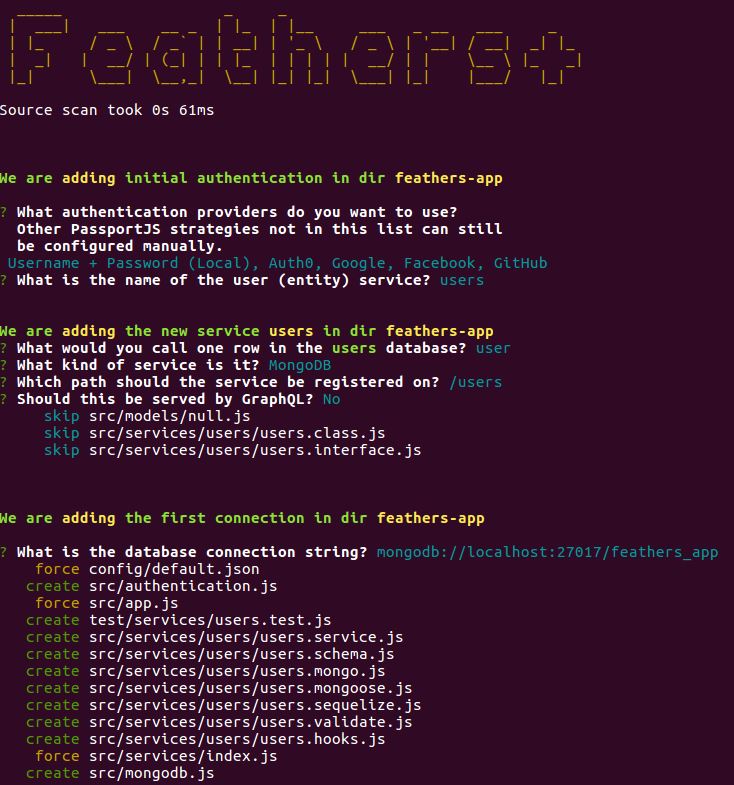 Feathers+
Source scan took 0s 61ms
We are adding initial authentication in dir feathers-app
? What authentication providers do you want to use?
Other PassportJS strategies not in this list can still
be configured manually.
Username + Password (Local), Auth0, Google, Facebook, GitHub
? What is the name of the user (entity) service? users
We are adding the new service users in dir feathers-app
? What would you call one row in the users database? user
? What kind of service is it? MongoDB
? Which path should the service be registered on? /users
? Should this be served by GraphQL? No
skip src/models/null.js
skip src/services/users/users.class.js
skip src/services/users/users.interface.js
We are adding the first connection in dir feathers-app
? What is the database connection string? mongodb://localhost:27017/feathers_app
force config/default.json
create src/authentication.js
force src/app.js
create test/services/users.test.js
create src/services/users/users.service.js
create src/services/users/users.schema.js
create src/services/users/users.mongo.js
create src/services/users/users.mongoose.js
create src/services/users/users.sequelize.js
create src/services/users/users.validate.js
create src/services/users/users.hooks.js
force src/services/index.js
create src/mongodb.js